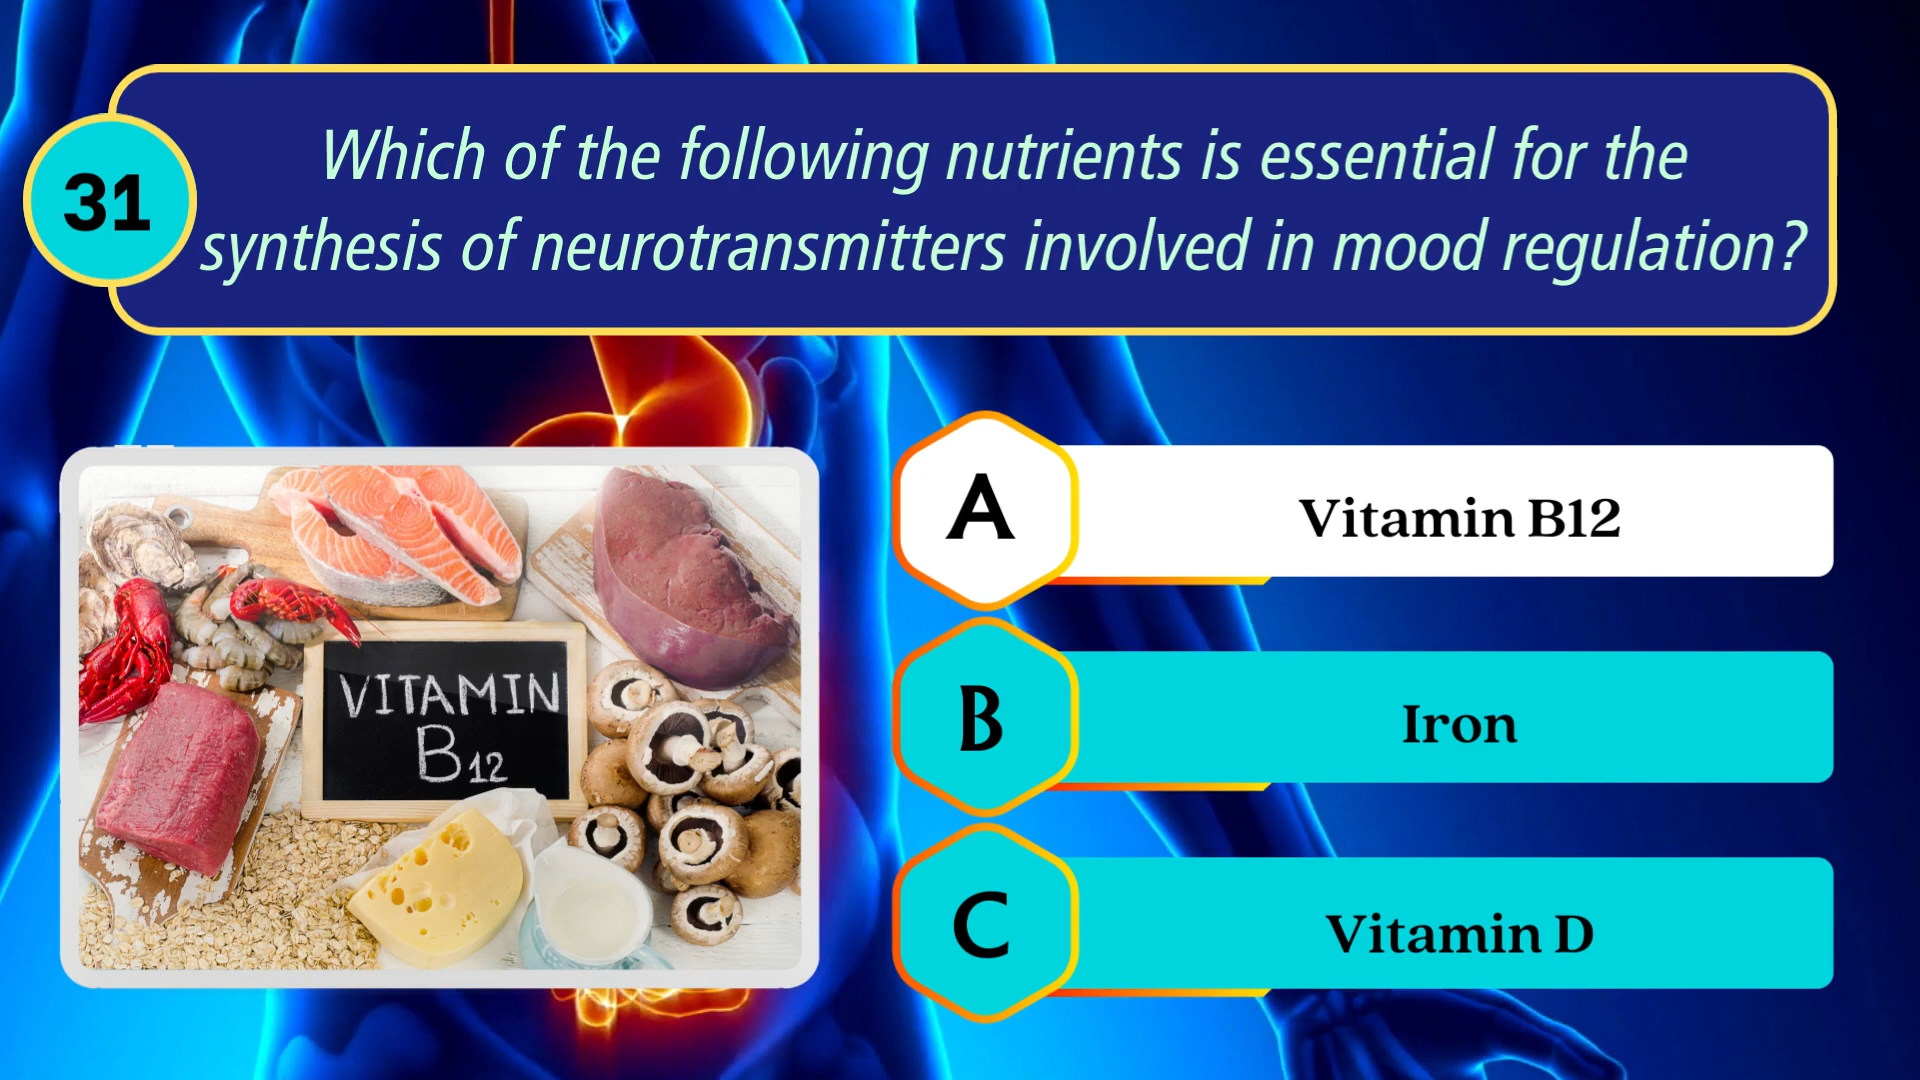 31
Which of the following nutrients is essential for the
synthesis of neurotransmitters involved in mood regulation?
VITAMIN
B12
A
Vitamin B12
B
Iron
C
Vitamin D